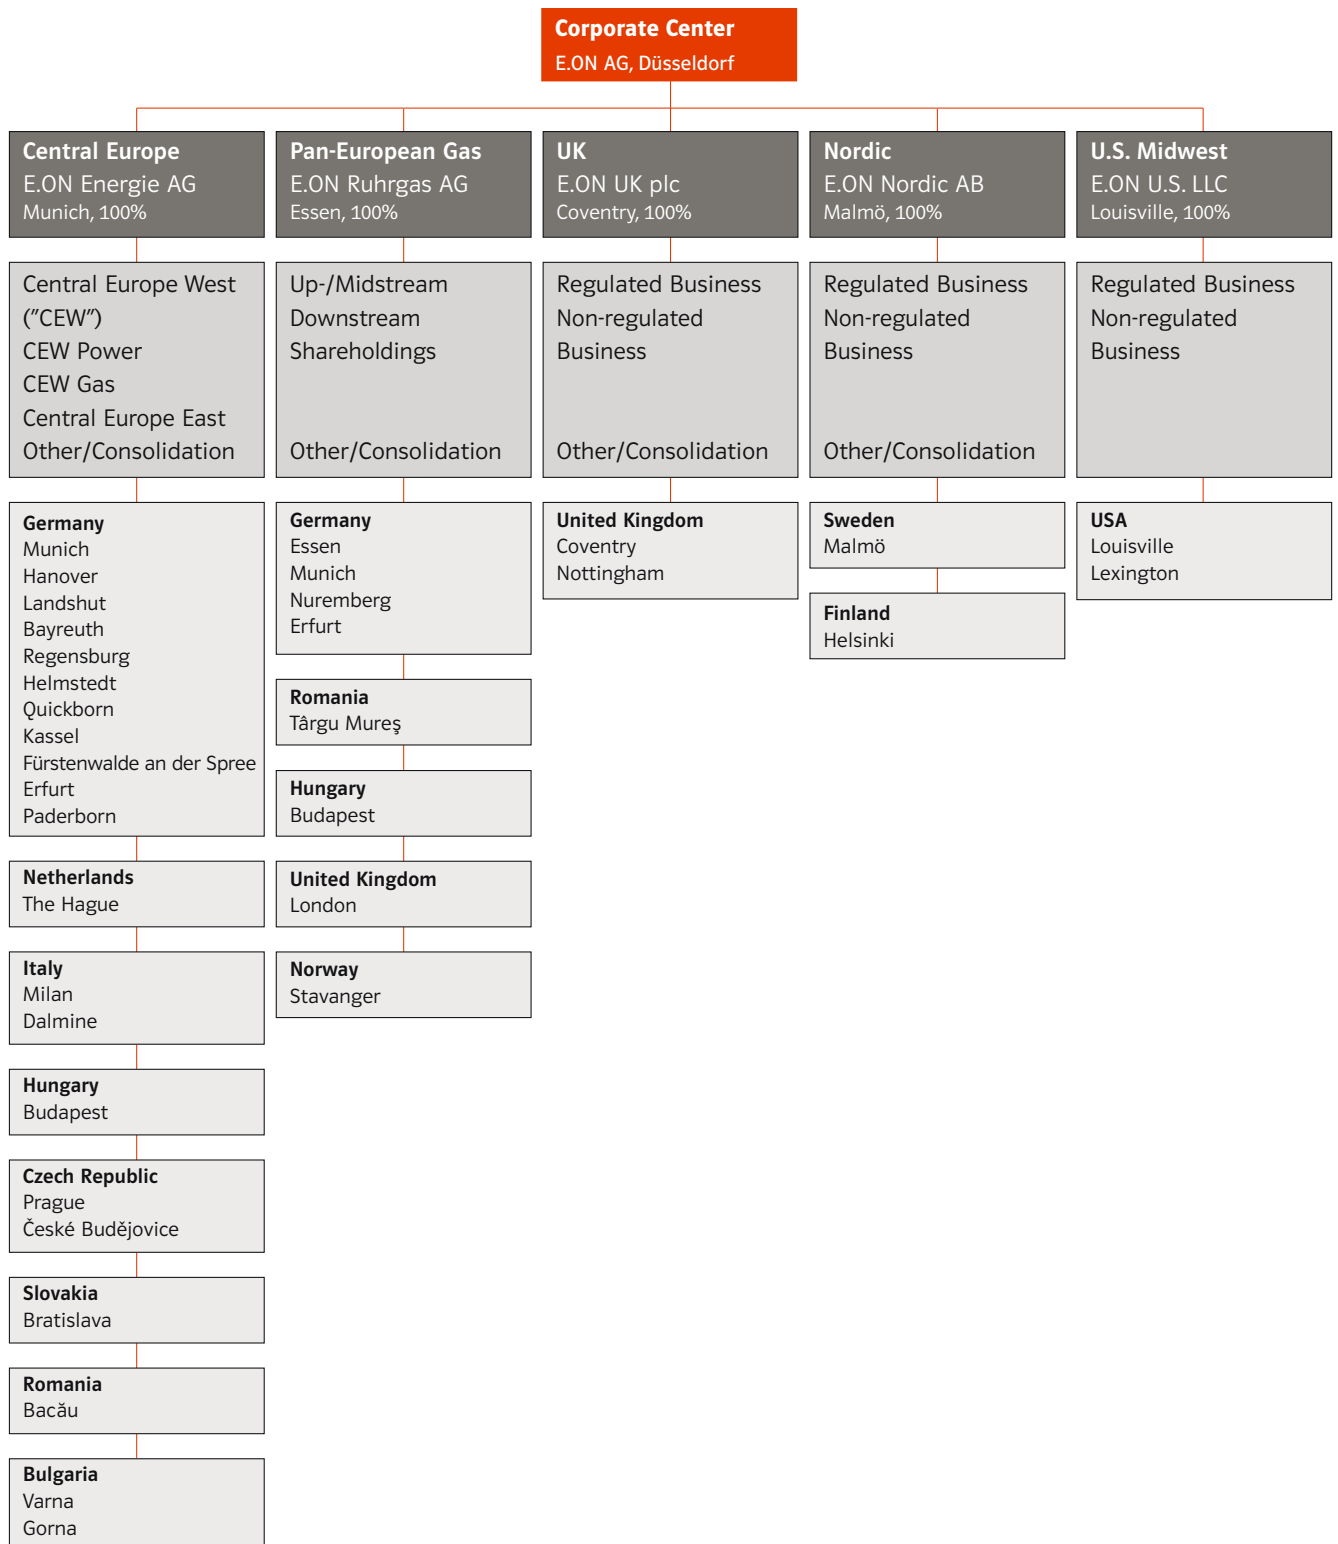 Corporate Center
E.ON AG, Düsseldorf
Central Europe
E.ON Energie AG
Munich, 100%
Central Europe West
("CEW")
CEW Power
CEW Gas
Central Europe East
Other/Consolidation
Germany
Munich
Hanover
Landshut
Bayreuth
Regensburg
Helmstedt
Quickborn
Kassel
Fürstenwalde an der Spree
Erfurt
Paderborn
Netherlands
The Hague
Italy
Milan
Dalmine
Hungary
Budapest
Czech Republic
Prague
České Budějovice
Slovakia
Bratislava
Romania
Bacău
Bulgaria
Varna
Gorna
Pan-European Gas
E.ON Ruhrgas AG
Essen, 100%
Up-/Midstream
Downstream
Shareholdings
Other/Consolidation
Germany
Essen
Munich
Nuremberg
Erfurt
Romania
Târgu Mureş
Hungary
Budapest
United Kingdom
London
Norway
Stavanger
UK
E.ON UK plc
Coventry, 100%
Regulated Business
Non-regulated
Business
Other/Consolidation
United Kingdom
Coventry
Nottingham
Nordic
E.ON Nordic AB
Malmö, 100%
Regulated Business
Non-regulated
Business
Other/Consolidation
Sweden
Malmö
Finland
Helsinki
U.S. Midwest
E.ON U.S. LLC
Louisville, 100%
Regulated Business
Non-regulated
Business
USA
Louisville
Lexington